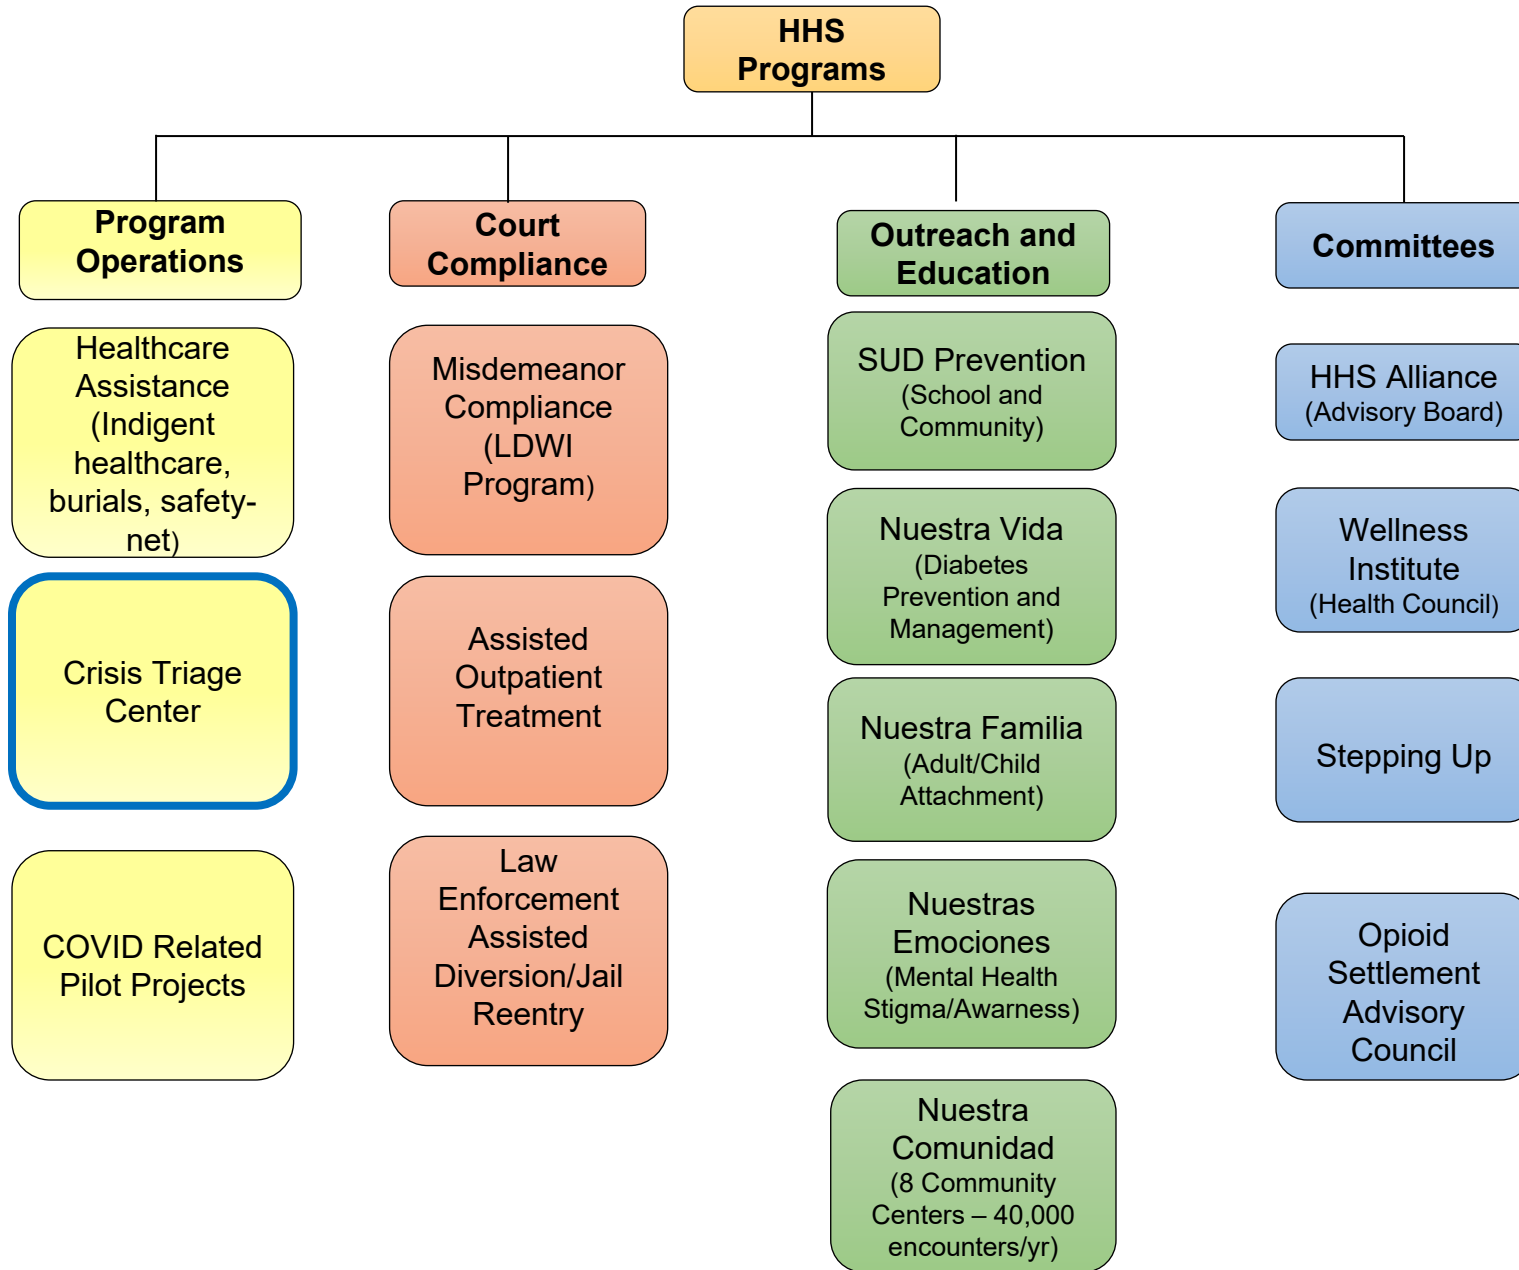 HHS
Programs
Program
Operations
Healthcare
Assistance
(Indigent
healthcare,
burials, safety-
net)
Crisis Triage
Center
COVID Related
Pilot Projects
Court
Compliance
Misdemeanor
Compliance
(LDWI
Program)
Assisted
Outpatient
Treatment
Law
Enforcement
Assisted
Diversion/Jail
Reentry
Outreach and
Education
SUD Prevention
(School and
Community)
Nuestra Vida
(Diabetes
Prevention and
Management)
Nuestra Familia
(Adult/Child
Attachment)
Nuestras
Emociones
(Mental Health
Stigma/Awarness)
Nuestra
Comunidad
(8 Community
Centers – 40,000
encounters/yr)
Committees
HHS Alliance
(Advisory Board)
Wellness
Institute
(Health Council)
Stepping Up
Opioid
Settlement
Advisory
Council